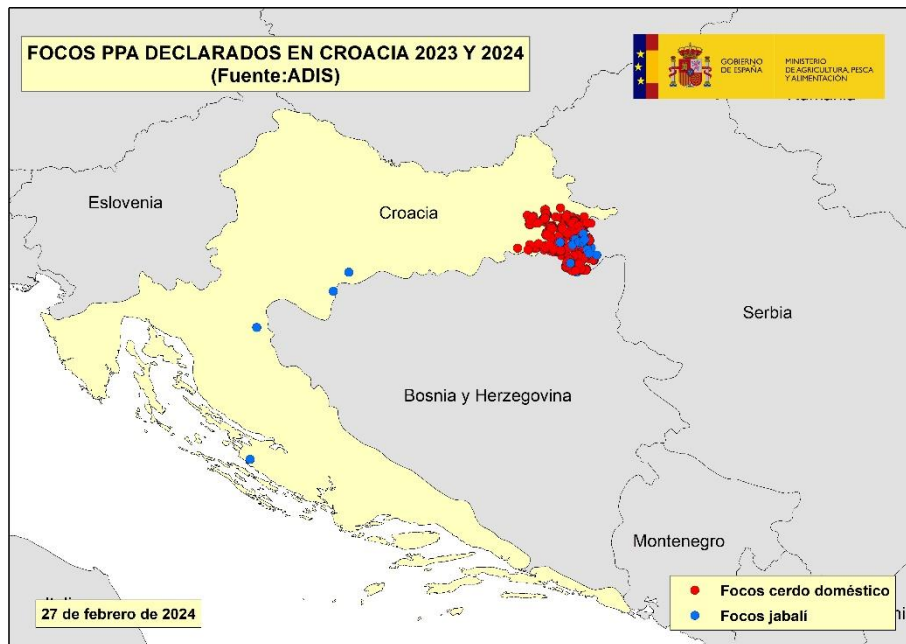 FOCOS PPA DECLARADOS EN CROACIA 2023 Y 2024
(Fuente:ADIS)
GOBIERNO
DE ESPAÑA
MINISTERIO
DE AGRICULTURA, PESCA
Y ALIMENTACIÓN
Eslovenia
Croacia
Serbia
Bosnia y Herzegovina
Montenegro
27 de febrero de 2024
Focos cerdo doméstico
Focos jabalí